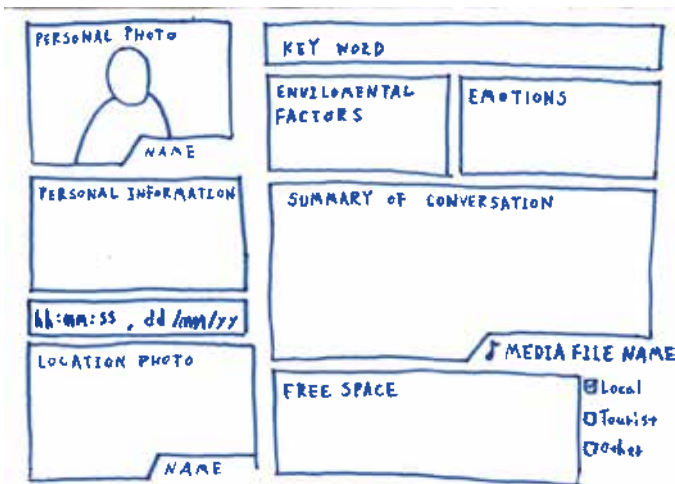 PERSONAL PHOTO
NAME
PERSONAL INFORMATION
hh:mm:ss , dd/mm/yy
LOCATION PHOTO
NAME
KEY WORD
ENVILOMENTAL
FACTORS
EMOTIONS
SUMMARY OF CONVERSATION
MEDIA FILE NAME
FREE SPACE
Local
Tourist
Other